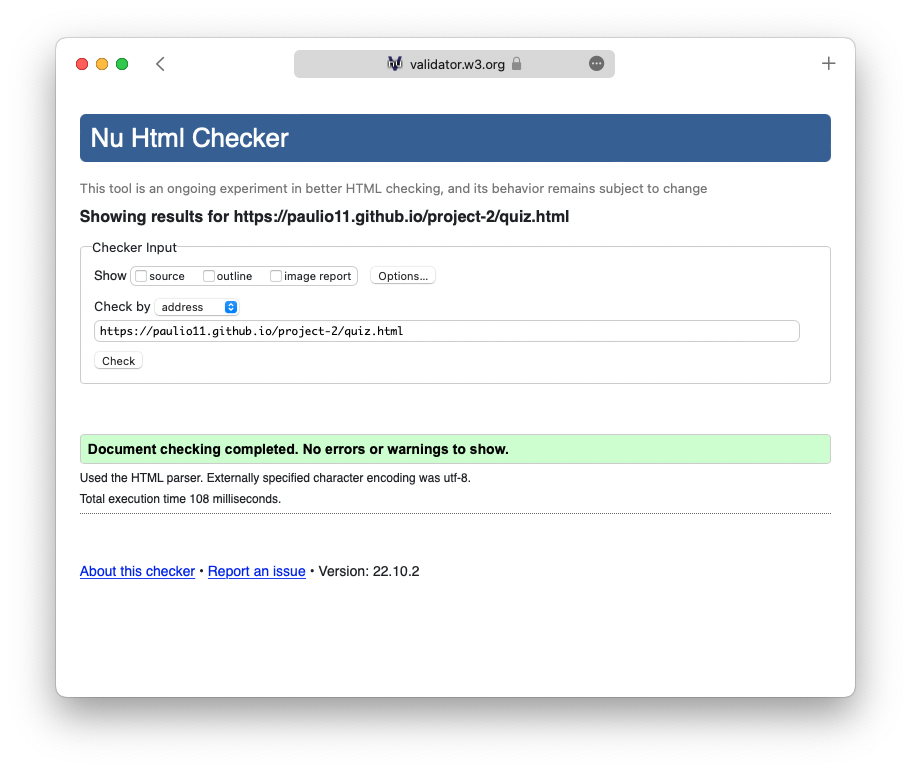 validator.w3.org
Nu Html Checker
This tool is an ongoing experiment in better HTML checking, and its behavior remains subject to change
Showing results for https://paulio11.github.io/project-2/quiz.html
Checker Input
Show source outline image report Options...
Check by address
https://paulio11.github.io/project-2/quiz.html
Check
Document checking completed. No errors or warnings to show.
Used the HTML parser. Externally specified character encoding was utf-8.
Total execution time 108 milliseconds.
About this checker • Report an issue • Version: 22.10.2